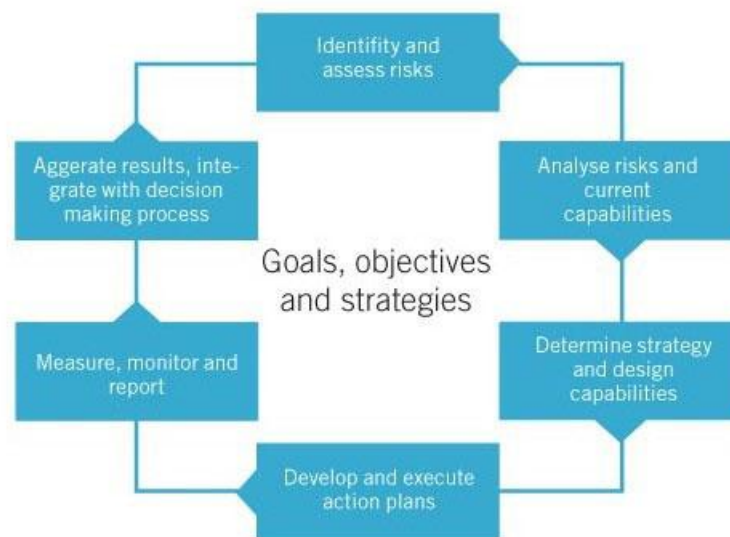 Identifity and
assess risks
Analyse risks and
current
capabilities
Determine strategy
and design
capabilities
Develop and execute
action plans
Measure, monitor and
report
Aggerate results, inte-
grate with decision
making process
Goals, objectives
and strategies